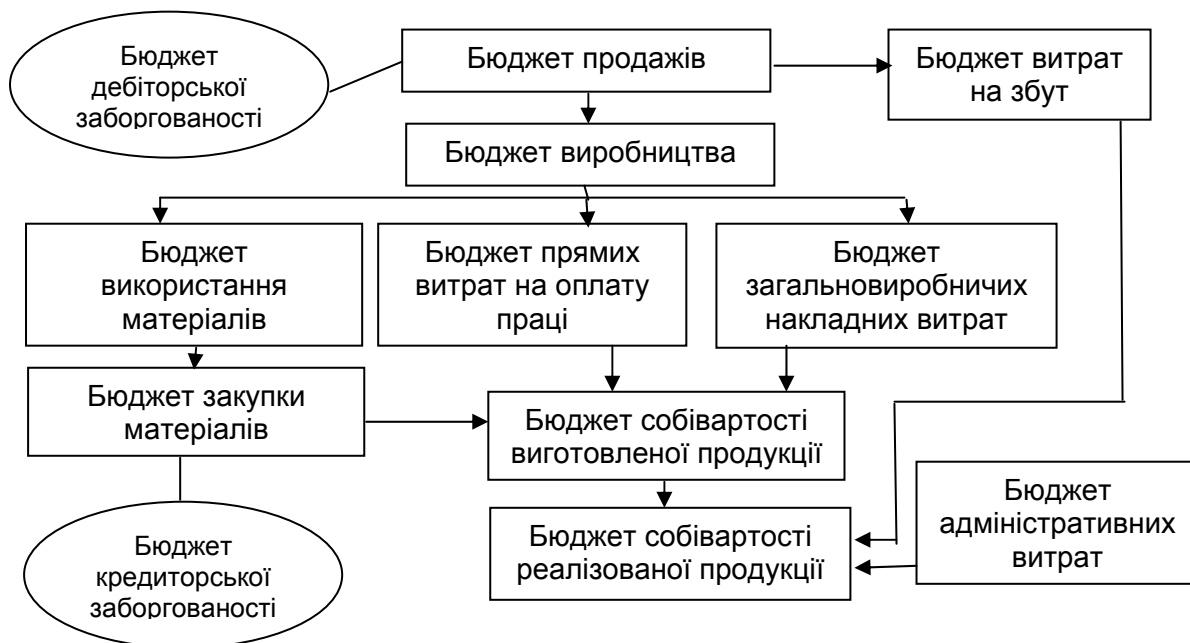 Бюджет
дебіторської
заборгованості
Бюджет продажів
Бюджет витрат
на збут
Бюджет виробництва
Бюджет
використання
матеріалів
Бюджет прямих
витрат на оплату
праці
Бюджет
загальновиробничих
накладних витрат
Бюджет закупки
матеріалів
Бюджет собівартості
виготовленої продукції
Бюджет
адміністративних
витрат
Бюджет собівартості
реалізованої продукції
Бюджет
кредиторської
заборгованості